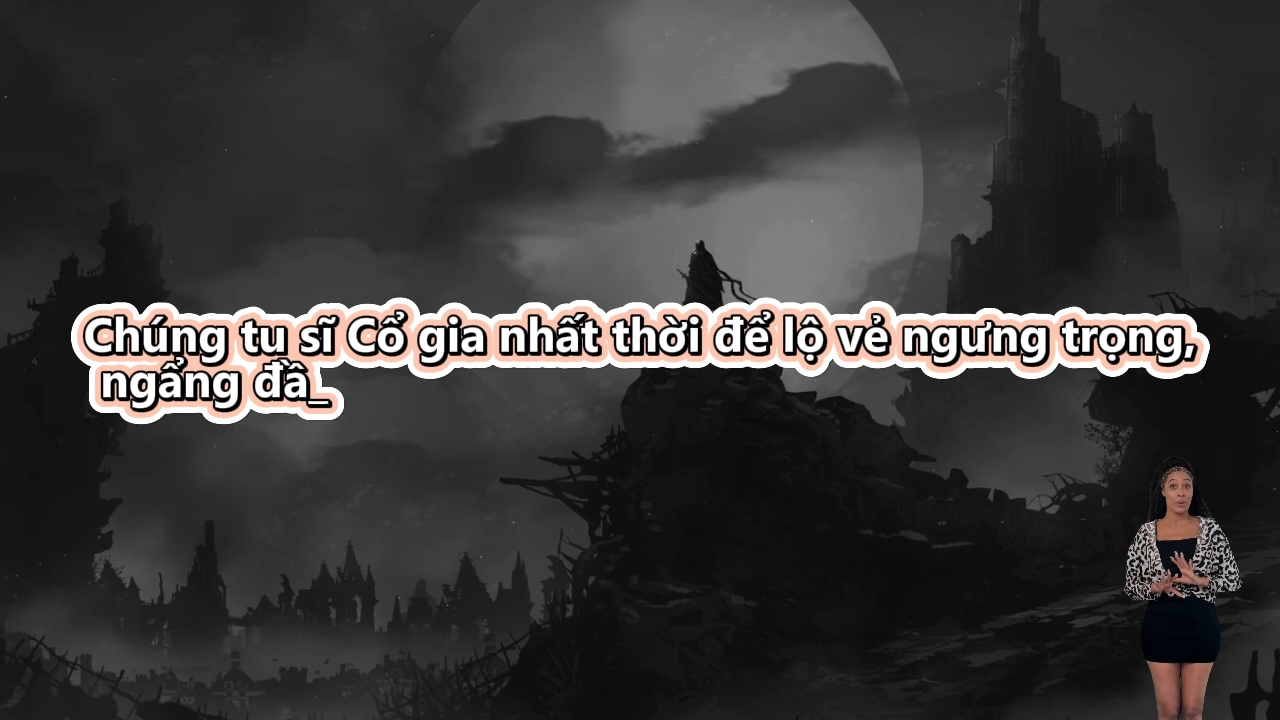 Chúng tu sĩ Cổ gia nhất thời để lộ vẻ ngưng trọng,
ngẩng đầ_